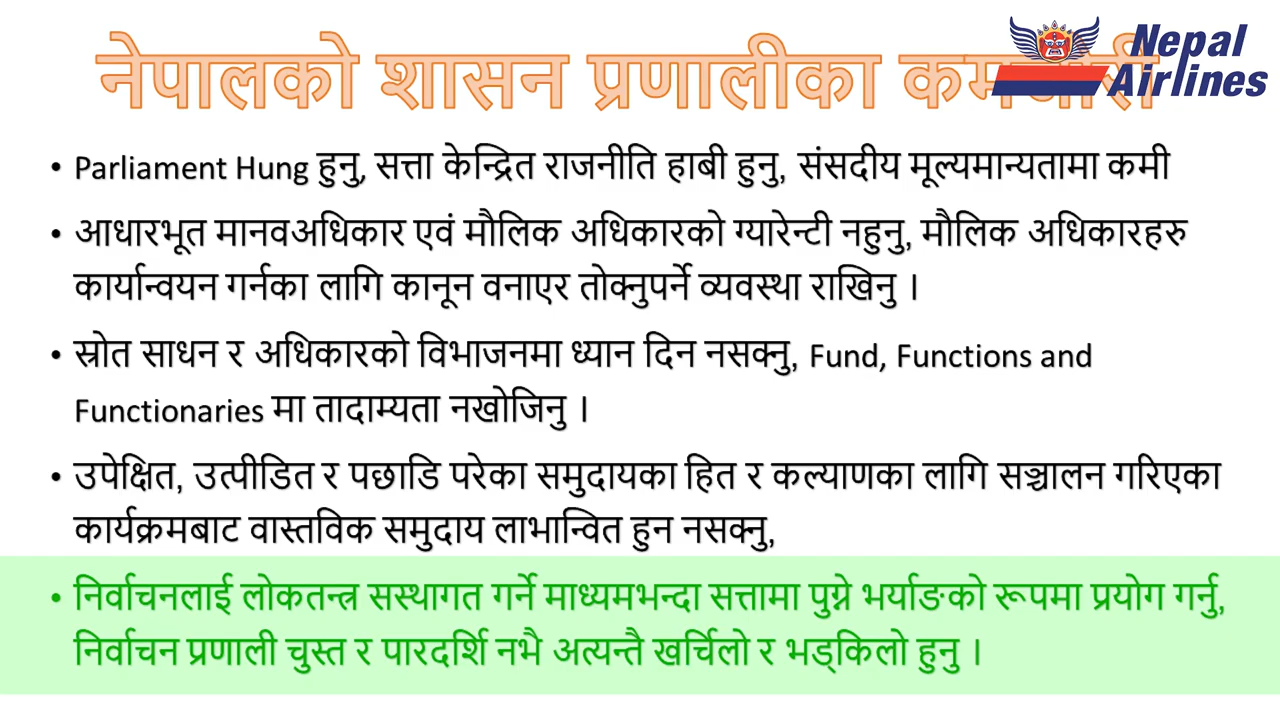 नेपालको शासन प्रणालीका
Nepal
Airlines
• Parliament Hung हुनु, सत्ता केन्द्रित राजनीति हाबी हुनु, संसदीय मूल्यमान्यतामा कमी
• आधारभूत मानवअधिकार एवं मौलिक अधिकारको ग्यारेन्टी नहुनु, मौलिक अधिकारहरु
कार्यान्वयन गर्नका लागि कानून वनाएर तोक्नुपर्ने व्यवस्था राखिनु ।
• स्रोत साधन र अधिकारको विभाजनमा ध्यान दिन नसक्नु, Fund, Functions and
Functionaries मा तादाम्यता नखोजिनु ।
• उपेक्षित, उत्पीडित र पछाडि परेका समुदायका हित र कल्याणका लागि सञ्चालन गरिएका
कार्यक्रमबाट वास्तविक समुदाय लाभान्वित हुन नसक्नु,
• निर्वाचनलाई लोकतन्त्र सस्थागत गर्ने माध्यमभन्दा सत्तामा पुग्ने भर्याङको रूपमा प्रयोग गर्नु,
निर्वाचन प्रणाली चुस्त र पारदर्शि नभै अत्यन्तै खर्चिलो र भड्किलो हुनु ।